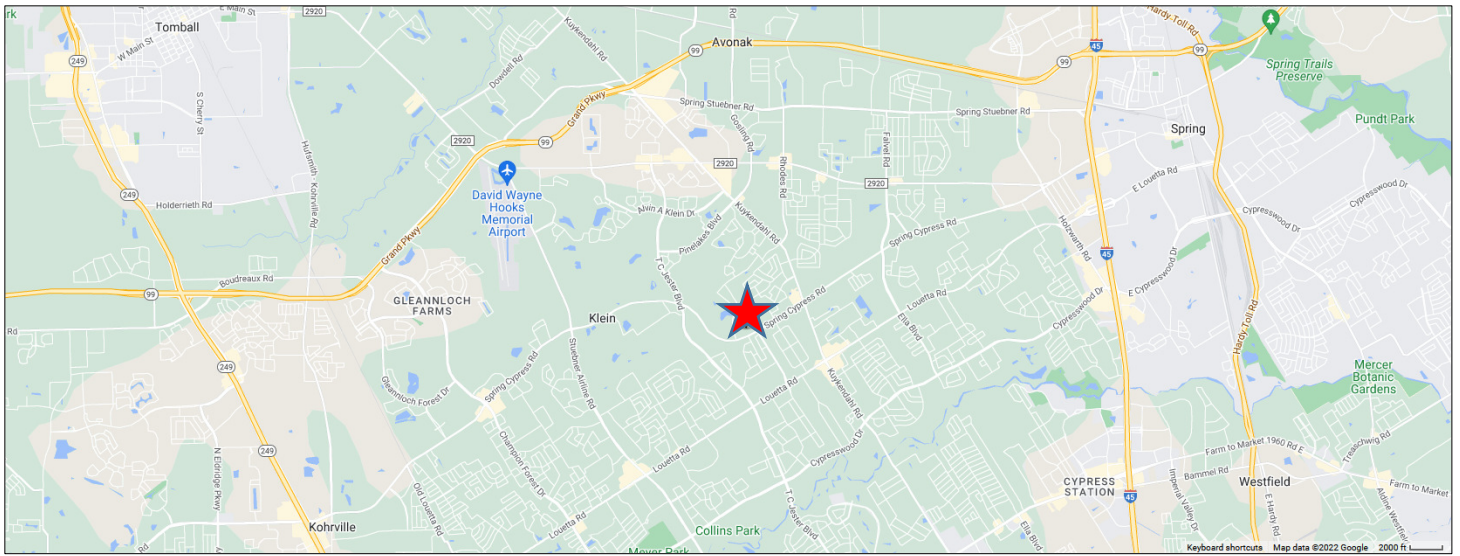 E Main St
2920
Tomball
W Main St
249
S Cherry St
Hufsmith - Kohrville Rd
Holderrieth Rd
249
Boudreaux Rd
99
Rd
Dowdell Rd
Kuykendahl Rd
Rd
Avonak
99
Grand Pkwy
99
2920
David Wayne
Hooks
Memorial
Airport
Grand Pkwy
Spring Stuebner Rd
Gosling Rd
2920
Rhodes Rd
Falvel Rd
2920
Spring Stuebner Rd
99
45
Hardy Toll Rd
99
Spring Trails
Preserve
Pundt Park
Spring
E Louetta Rd
Cypresswood Dr
Cypresswood Dr
Alvin A Klein Dr
Pinelakes Blvd
Kuykendahl Rd
T C Jester Blvd
Spring Cypress Rd
Holzwarth Rd
45
E Cypresswood Dr
Cypresswood Dr
Hardy Toll Rd
GLEANNLOCH
FARMS
Klein
Spring Cypress Rd
Louetta Rd
Ella Blvd
249
Gleannloch Forest Dr
Spring Cypress Rd
Stuebner Airline Rd
Louetta Rd
Kuykendahl Rd
Mercer
Botanic
Gardens
Treaschwig Rd
Farm to Market 1960 Rd E
Bammel Rd
Westfield
Farm to Market
CYPRESS
STATION
45
Imperial Valley Dr
E Hardy Rd
Aldine Westfield
249
N Eldridge Pkwy
Kohrville
Old Louetta Rd
Champion Forest Dr
Louetta Rd
Louetta Rd
Cypresswood Dr
T C Jester Blvd
Collins Park
Meyer Park
Ella Blvd
Keyboard shortcuts Map data ©2022 Google 2000 ft